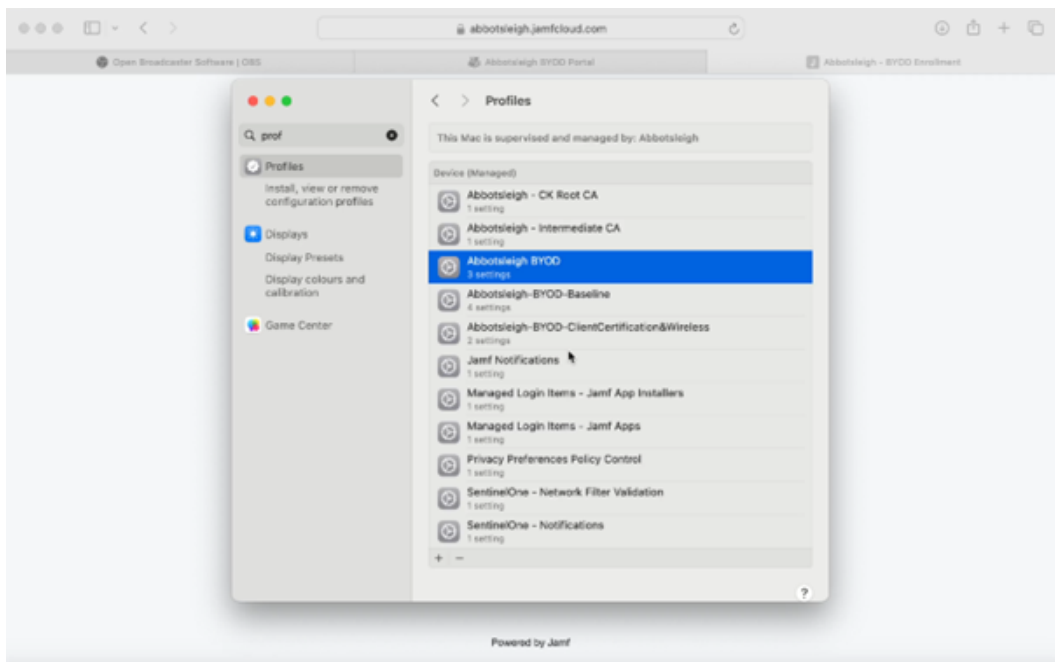 abbotsleigh.jamfcloud.com
Open Broadcaster Software | OBS
Abbotsleigh BYOD Portal
Abbotsleigh - BYOD Enrollment
prof
Profiles
Install, view or remove
configuration profiles
Displays
Display Presets
Display colours and
calibration
Game Center
Profiles
This Mac is supervised and managed by: Abbotsleigh
Device (Managed)
Abbotsleigh - CK Root CA
1 setting
Abbotsleigh - Intermediate CA
1 setting
Abbotsleigh BYOD
3 settings
Abbotsleigh-BYOD-Baseline
4 settings
Abbotsleigh-BYOD-ClientCertification&Wireless
2 settings
Jamf Notifications
1 setting
Managed Login Items - Jamf App Installers
1 setting
Managed Login Items - Jamf Apps
1 setting
Privacy Preferences Policy Control
1 setting
SentinelOne - Network Filter Validation
1 setting
SentinelOne - Notifications
1 setting
+ −
?
Powered by Jamf